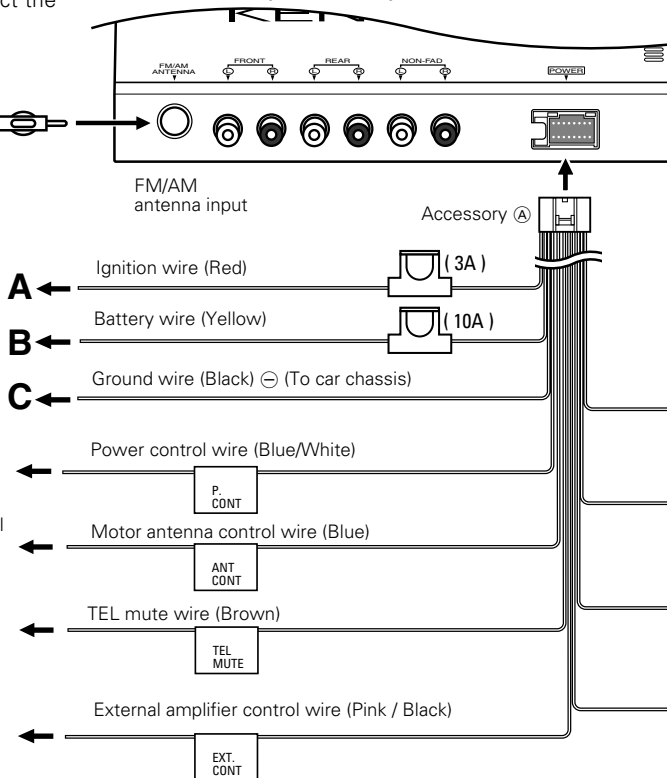 ct the
FM/AM
ANTENNA
FRONT
L R
REAR
L R
NON-FAD
L R
POWER
FM/AM
antenna input
Accessory Ⓐ
Ignition wire (Red)
( 3A )
A
Battery wire (Yellow)
( 10A )
B
Ground wire (Black) ⊖ (To car chassis)
C
Power control wire (Blue/White)
P.
CONT
l
Motor antenna control wire (Blue)
ANT
CONT
TEL mute wire (Brown)
TEL
MUTE
External amplifier control wire (Pink / Black)
EXT.
CONT